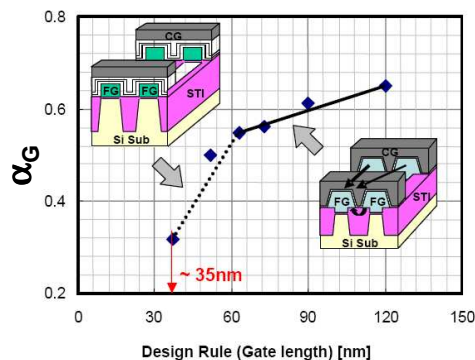 0.8
CG
FG
FG
STI
Si Sub
0.6
αG
CG
FG
FG
STI
Si Sub
0.4
~ 35nm
0.2
0
30
60
90
120
150
Design Rule (Gate length) [nm]